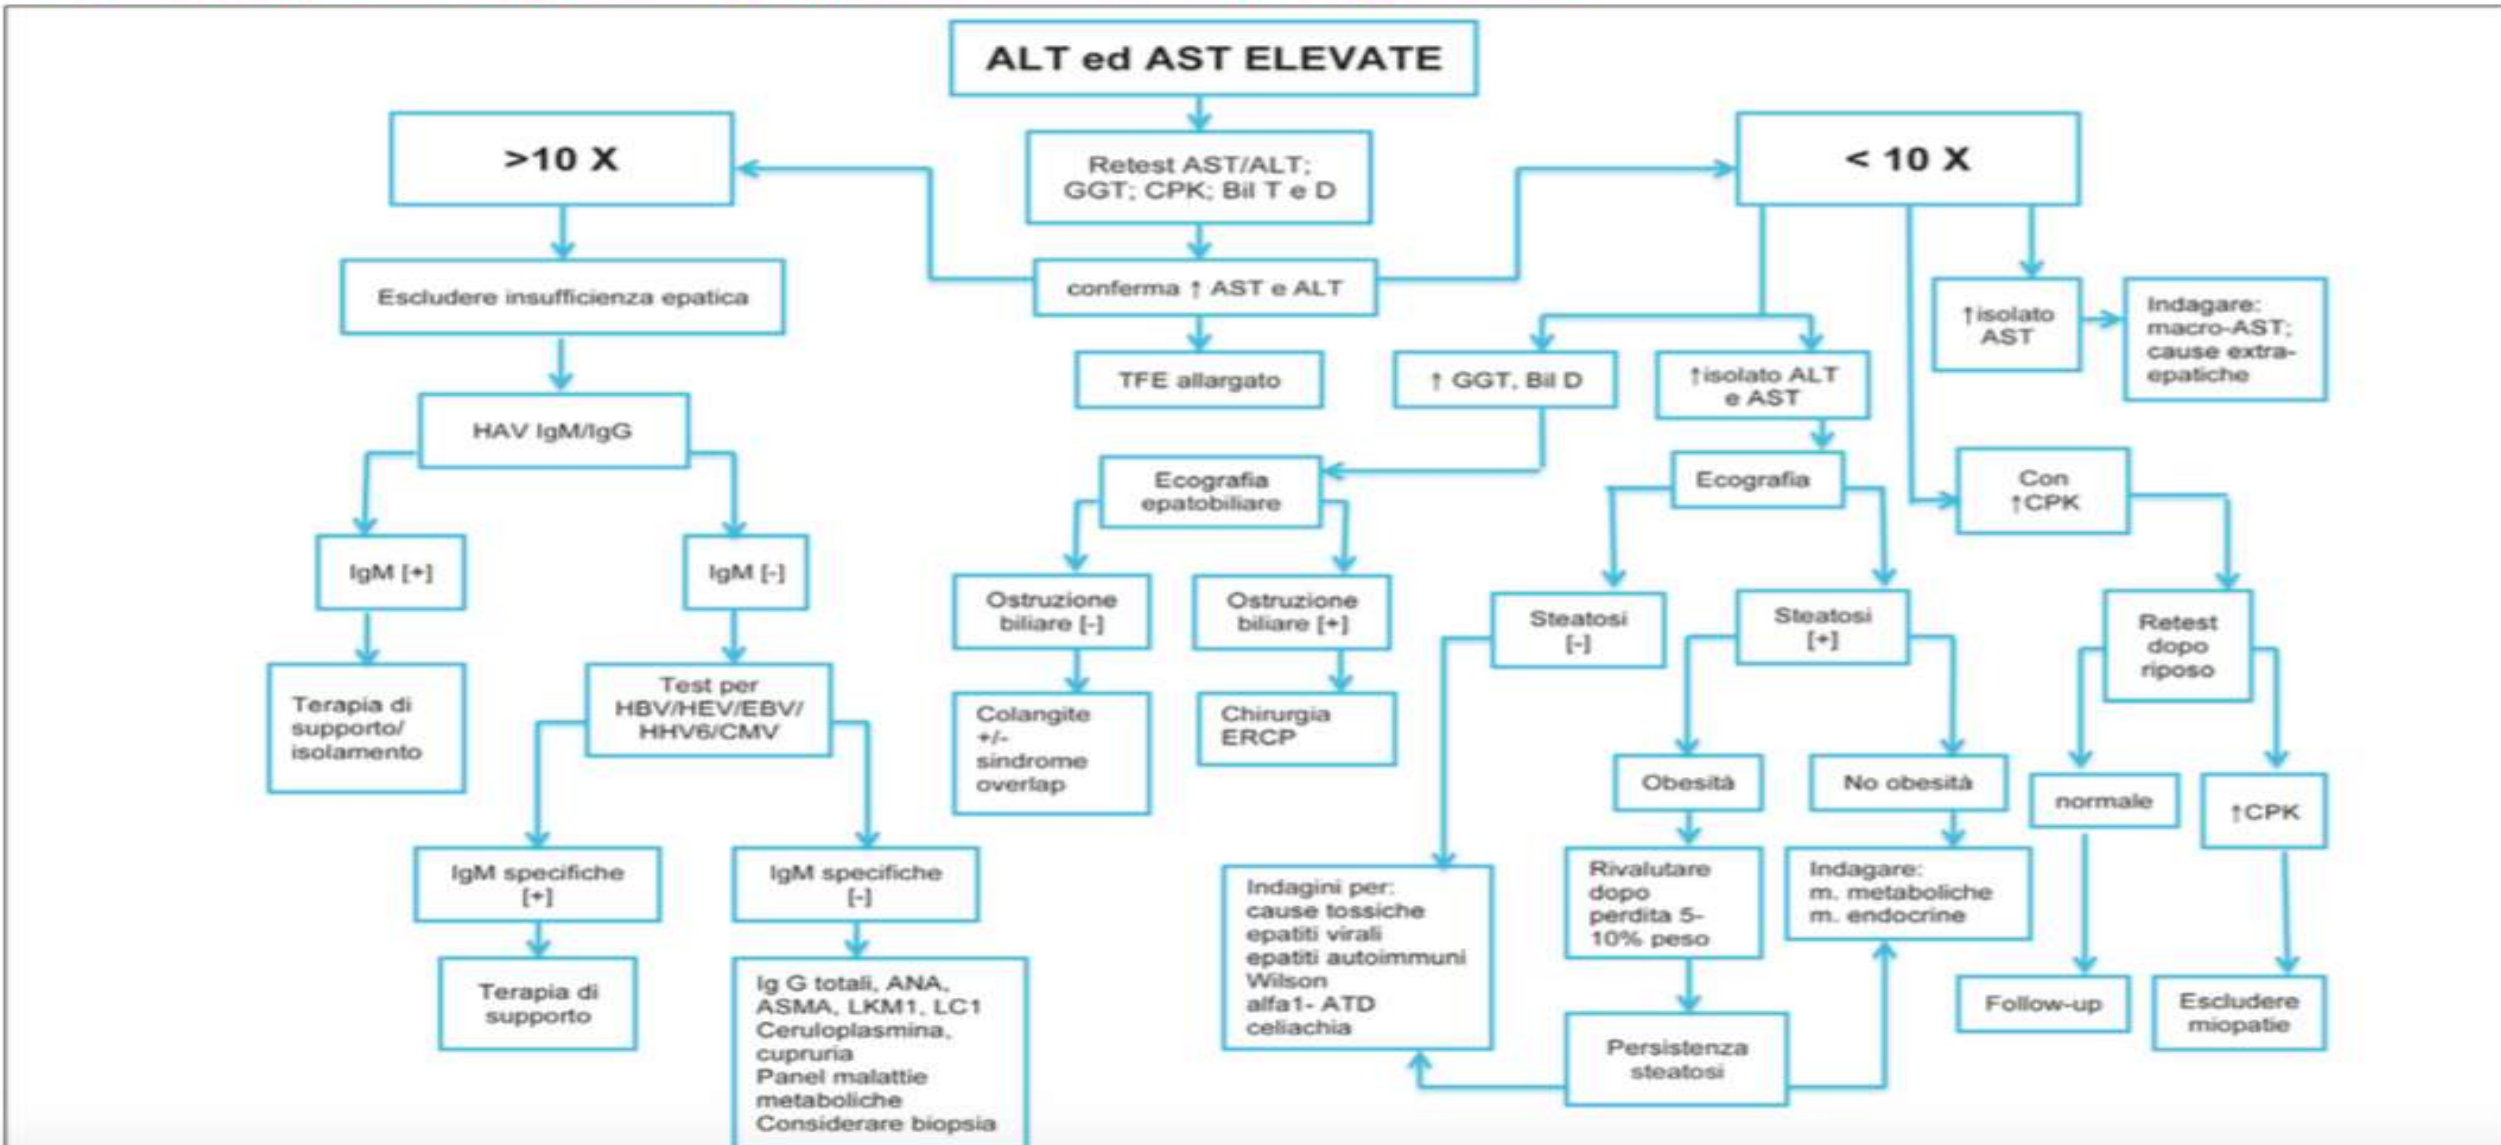 ALT ed AST ELEVATE
>10 X
Retest AST/ALT;
GGT; CPK; Bil T e D
< 10 X
Escludere insufficienza epatica
conferma ↑ AST e ALT
↑isolato
AST
Indagare:
macro-AST;
cause extra-
epatiche
TFE allargato
↑ GGT, Bil D
↑isolato ALT
e AST
HAV IgM/IgG
Ecografia
epatobiliare
Ecografia
Con
↑CPK
IgM [+]
IgM [-]
Ostruzione
biliare [-]
Ostruzione
biliare [+]
Steatosi
[-]
Steatosi
[+]
Retest
dopo
riposo
Terapia di
supporto/
isolamento
Test per
HBV/HEV/EBV/
HHV6/CMV
Colangite
+/-
sindrome
overlap
Chirurgia
ERCP
Obesità
No obesità
normale
↑CPK
IgM specifiche
[+]
IgM specifiche
[-]
Indagini per:
cause tossiche
epatiti virali
epatiti autoimmuni
Wilson
alfa1- ATD
celiachia
Rivalutare
dopo
perdita 5-
10% peso
Indagare:
m. metaboliche
m. endocrine
Terapia di
supporto
Ig G totali, ANA,
ASMA, LKM1, LC1
Ceruloplasmina,
cupruria
Panel malattie
metaboliche
Considerare biopsia
Persistenza
steatosi
Follow-up
Escludere
miopatie